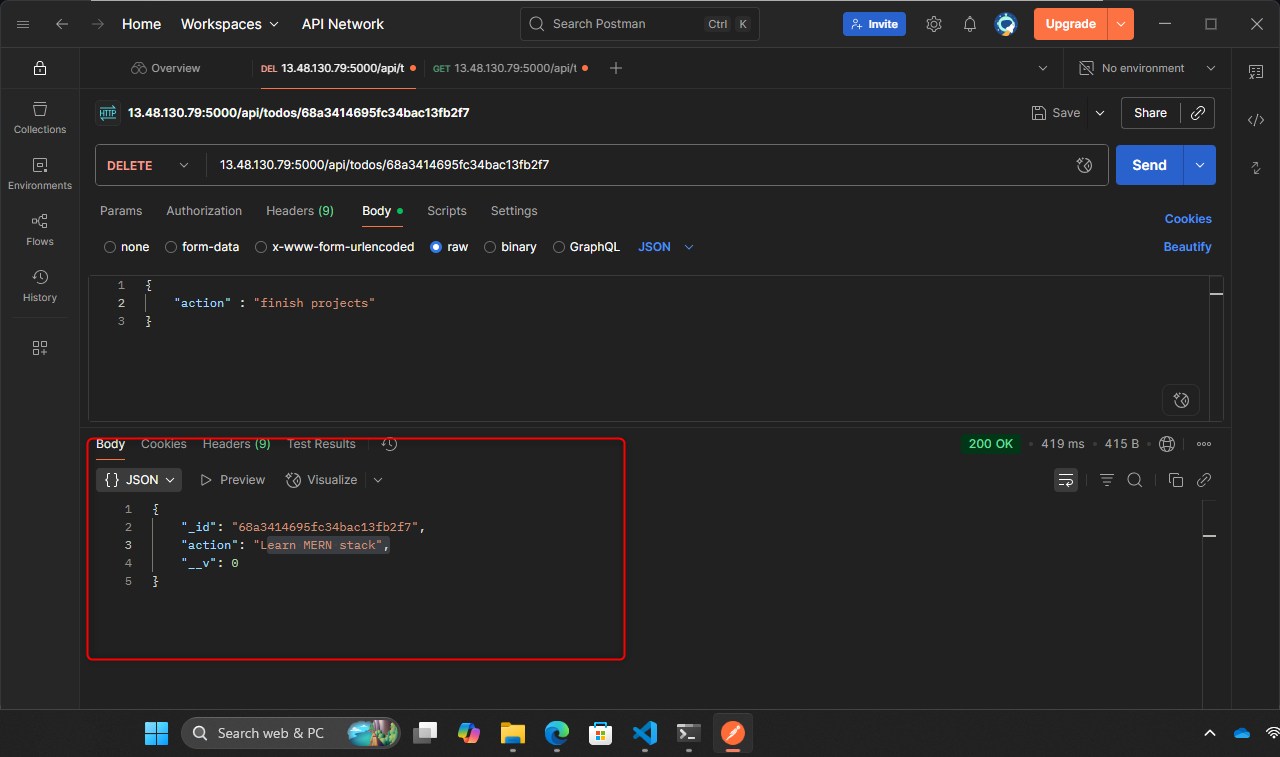 Home Workspaces API Network Search Postman Ctrl K Invite Upgrade
Overview DEL 13.48.130.79:5000/api/t GET 13.48.130.79:5000/api/t No environment
HTTP 13.48.130.79:5000/api/todos/68a3414695fc34bac13fb2f7 Save Share
Collections
DELETE 13.48.130.79:5000/api/todos/68a3414695fc34bac13fb2f7 Send
Environments
Params Authorization Headers (9) Body Scripts Settings Cookies
Flows
none form-data x-www-form-urlencoded raw binary GraphQL JSON Beautify
History
1 {
2 "action" : "finish projects"
3 }
Body Cookies Headers (9) Test Results 200 OK • 419 ms • 415 B
{} JSON Preview Visualize
1 {
2 "_id": "68a3414695fc34bac13fb2f7",
3 "action": "Learn MERN stack",
4 "__v": 0
5 }
Search web & PC